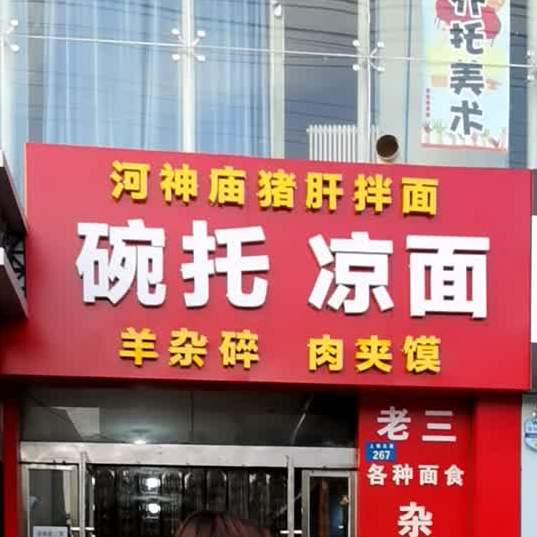 托美术
河神庙猪肝拌面
碗托 凉面
羊杂碎 肉夹馍
老三
267
各种面食
杂